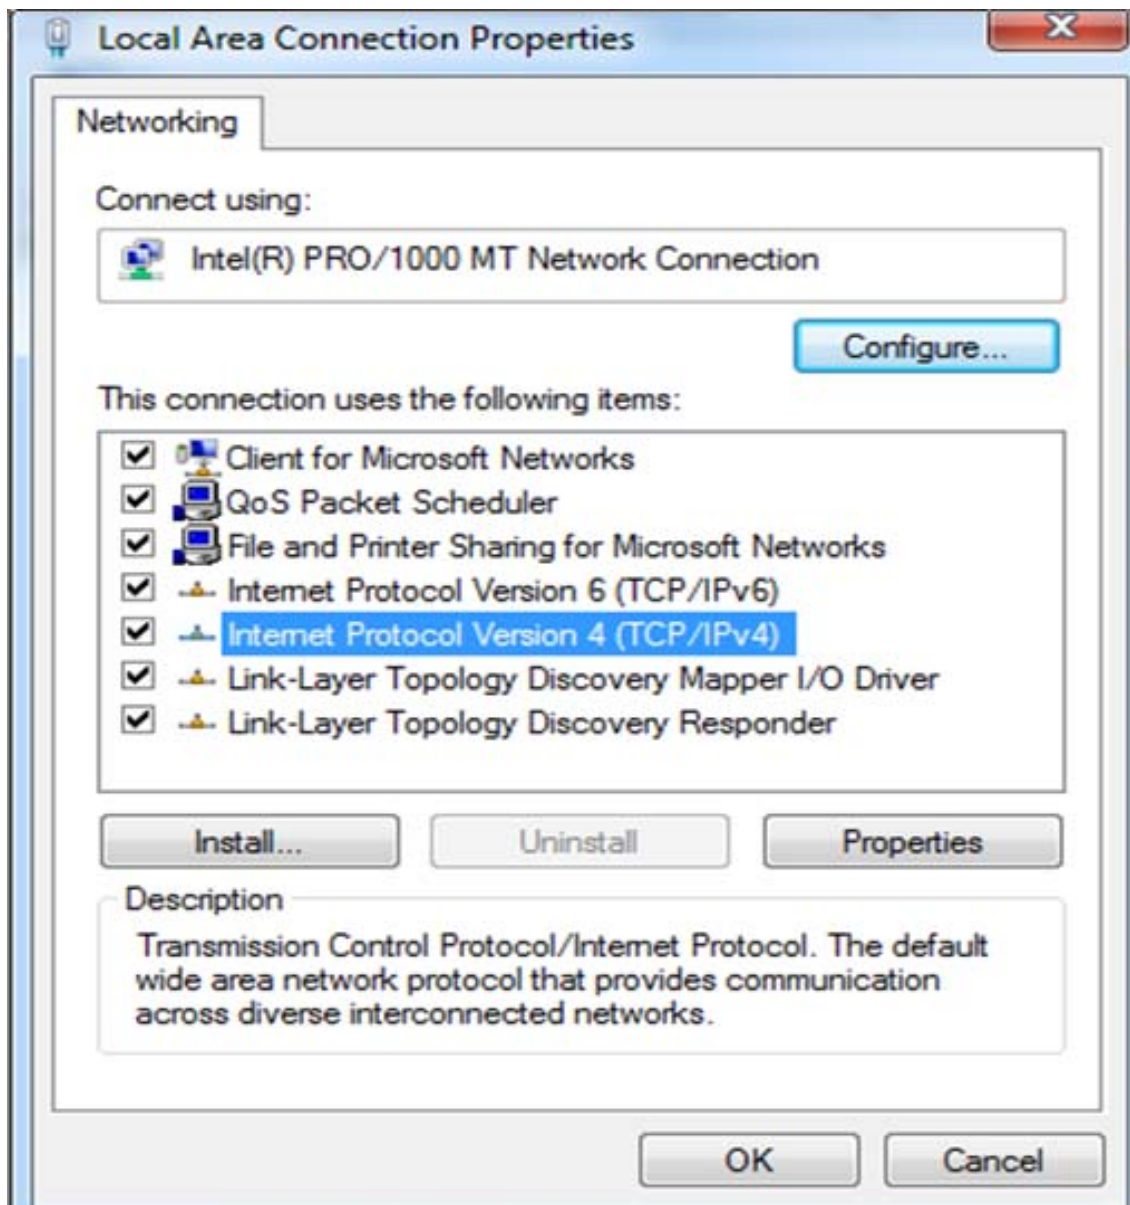 Local Area Connection Properties
Networking
Connect using:
Intel(R) PRO/1000 MT Network Connection
Configure...
This connection uses the following items:
Client for Microsoft Networks
QoS Packet Scheduler
File and Printer Sharing for Microsoft Networks
Internet Protocol Version 6 (TCP/IPv6)
Internet Protocol Version 4 (TCP/IPv4)
Link-Layer Topology Discovery Mapper I/O Driver
Link-Layer Topology Discovery Responder
Install... Uninstall Properties
Description
Transmission Control Protocol/Internet Protocol. The default
wide area network protocol that provides communication
across diverse interconnected networks.
OK Cancel